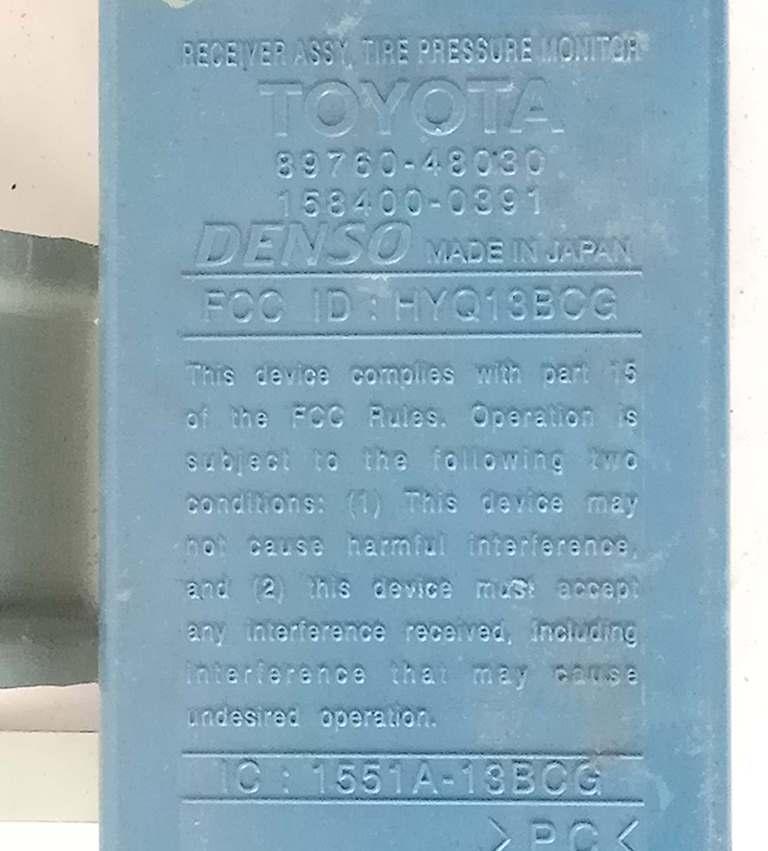 RECEIVER ASSY, TIRE PRESSURE MONITOR
TOYOTA
89760-48030
158400-0391
DENSO MADE IN JAPAN
FCC ID : HYQ13BCG
This device complies with part 15
of the FCC Rules. Operation is
subject to the following two
conditions: (1) This device may
not cause harmful interference,
and (2) this device must accept
any interference received, including
interference that may cause
undesired operation.
IC : 1551A-13BCG
>PC<